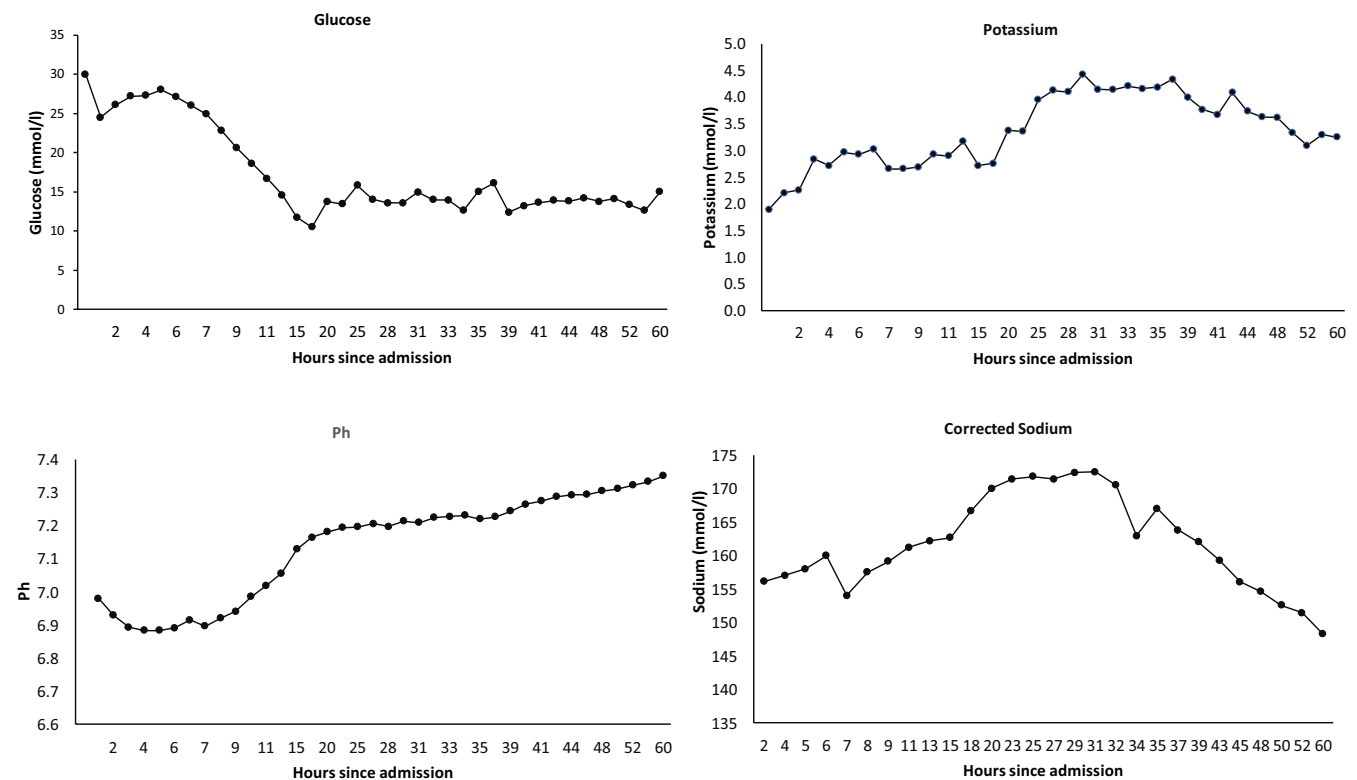 Glucose
35
30
25
20
15
10
5
0
Glucose (mmol/l)
2 4 6 7 9 11 15 20 25 28 31 33 35 39 41 44 48 52 60
Hours since admission
Potassium
5.0
4.5
4.0
3.5
3.0
2.5
2.0
1.5
1.0
0.5
0.0
Potassium (mmol/l)
2 4 6 7 9 11 15 20 25 28 31 33 35 39 41 44 48 52 60
Hours since admission
Ph
7.4
7.3
7.2
7.1
7.0
6.9
6.8
6.7
6.6
Ph
2 4 6 7 9 11 15 20 25 28 31 33 35 39 41 44 48 52 60
Hours since admission
Corrected Sodium
175
170
165
160
155
150
145
140
135
Sodium (mmol/l)
2 4 5 6 7 8 9 11 13 15 18 20 23 25 27 29 31 32 34 35 37 39 43 45 48 50 52 60
Hours since admission